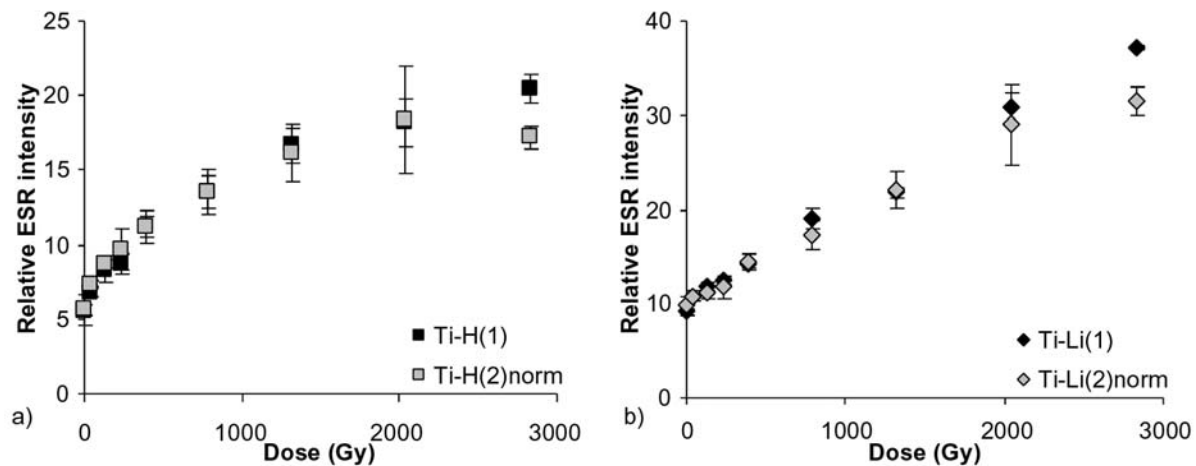 25
20
15
10
5
0
Relative ESR intensity
Ti-H(1)
Ti-H(2)norm
0 1000 2000 3000
a)
Dose (Gy)
40
30
20
10
0
Relative ESR intensity
Ti-Li(1)
Ti-Li(2)norm
0 1000 2000 3000
b)
Dose (Gy)